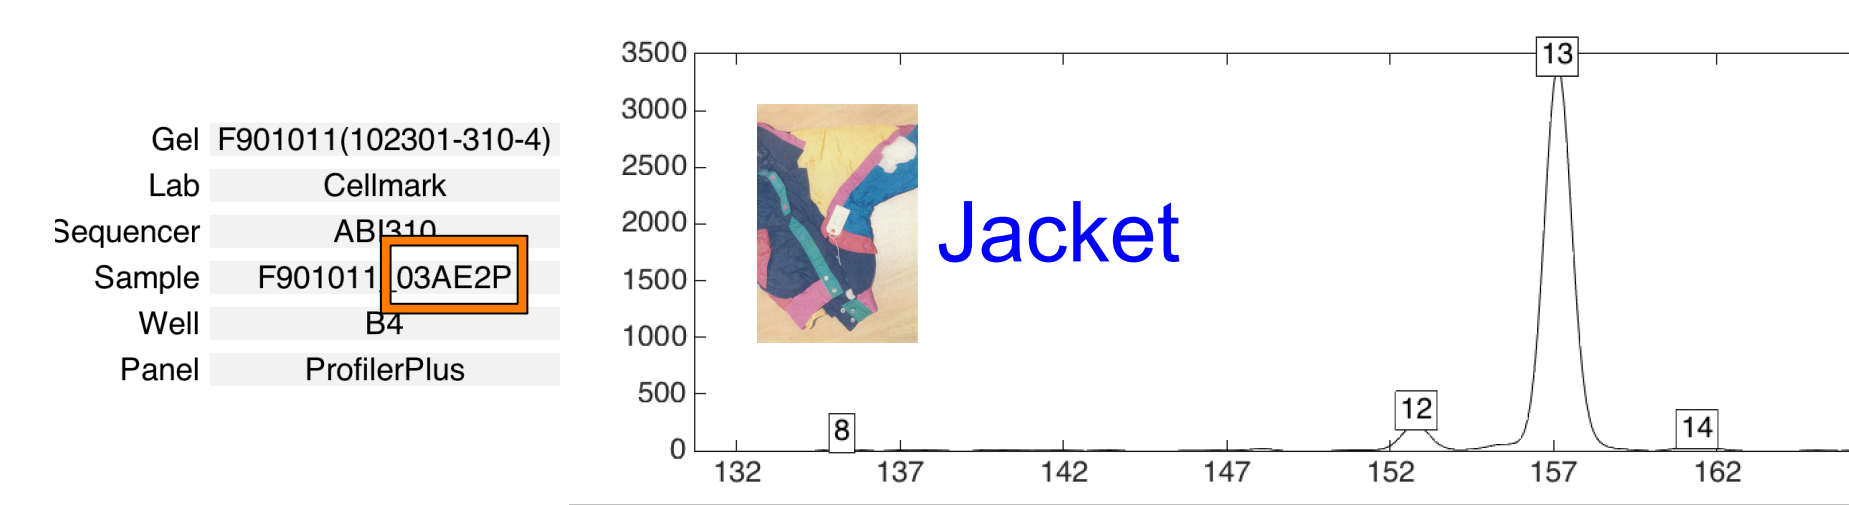 Gel F901011(102301-310-4)
Lab Cellmark
Sequencer ABI310
Sample F901011_03AE2P
Well B4
Panel ProfilerPlus
3500
3000
2500
2000
1500
1000
500
0
13
Jacket
8
12
14
132 137 142 147 152 157 162